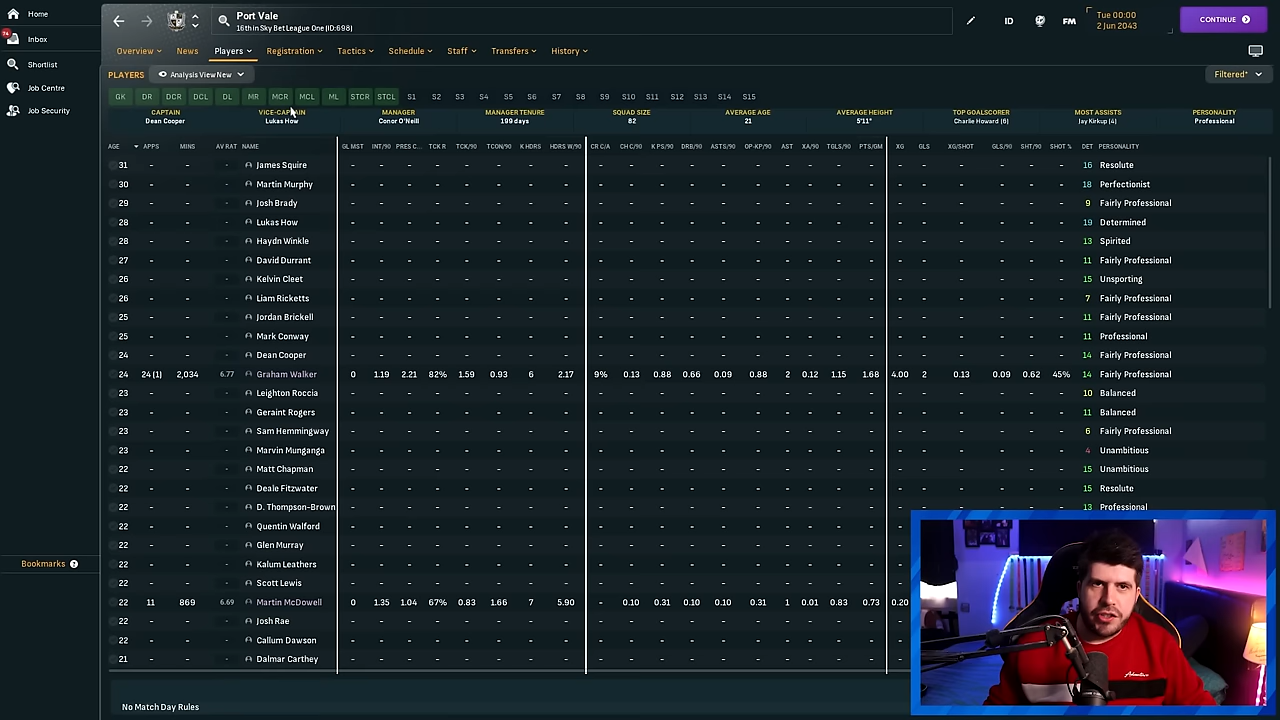 Home
24 Inbox
Shortlist
Job Centre
Job Security
Bookmarks
Port Vale
16th in Sky Bet League One (ID:698)
ID FM
Tue 00:00
2 Jun 2043
CONTINUE
Overview News Players Registration Tactics Schedule Staff Transfers History
PLAYERS Analysis View New Filtered*
GK DR DCR DCL DL MR MCR MCL ML STCR STCL S1 S2 S3 S4 S5 S6 S7 S8 S9 S10 S11 S12 S13 S14 S15
CAPTAIN VICE-CAPTAIN MANAGER MANAGER TENURE SQUAD SIZE AVERAGE AGE AVERAGE HEIGHT TOP GOALSCORER MOST ASSISTS PERSONALITY
Dean Cooper Lukas How Conor O'Neill 199 days 82 21 5'11" Charlie Howard (6) Jay Kirkup (4) Professional
AGE APPS MINS AV RAT NAME GL MST INT/90 PRES C... TCK R TCK/90 TCON/90 K HDRS HDRS W/90 CR C/A CH C/90 K PS/90 DRB/90 ASTS/90 OP-KP/90 AST XA/90 TGLS/90 PTS/GM XG GLS XG/SHOT GLS/90 SHT/90 SHOT % DET PERSONALITY
31 - - - James Squire - - - - - - - - - - - - - - - - - - - - - - - - 16 Resolute
30 - - - Martin Murphy - - - - - - - - - - - - - - - - - - - - - - - - 18 Perfectionist
29 - - - Josh Brady - - - - - - - - - - - - - - - - - - - - - - - - 9 Fairly Professional
28 - - - Lukas How - - - - - - - - - - - - - - - - - - - - - - - - 19 Determined
28 - - - Haydn Winkle - - - - - - - - - - - - - - - - - - - - - - - - 13 Spirited
27 - - - David Durrant - - - - - - - - - - - - - - - - - - - - - - - - 11 Fairly Professional
26 - - - Kelvin Cleet - - - - - - - - - - - - - - - - - - - - - - - - 15 Unsporting
26 - - - Liam Ricketts - - - - - - - - - - - - - - - - - - - - - - - - 7 Fairly Professional
25 - - - Jordan Brickell - - - - - - - - - - - - - - - - - - - - - - - - 11 Fairly Professional
25 - - - Mark Conway - - - - - - - - - - - - - - - - - - - - - - - - 11 Professional
24 - - - Dean Cooper - - - - - - - - - - - - - - - - - - - - - - - - 14 Fairly Professional
24 24 (1) 2,034 6.77 Graham Walker 0 1.19 2.21 82% 1.59 0.93 6 2.17 9% 0.13 0.88 0.66 0.09 0.88 2 0.12 1.15 1.68 4.00 2 0.13 0.09 0.62 45% 14 Fairly Professional
23 - - - Leighton Roccia - - - - - - - - - - - - - - - - - - - - - - - - 10 Balanced
23 - - - Geraint Rogers - - - - - - - - - - - - - - - - - - - - - - - - 11 Balanced
23 - - - Sam Hemmingway - - - - - - - - - - - - - - - - - - - - - - - - 6 Fairly Professional
23 - - - Marvin Munganga - - - - - - - - - - - - - - - - - - - - - - - - 4 Unambitious
22 - - - Matt Chapman - - - - - - - - - - - - - - - - - - - - - - - - 15 Unambitious
22 - - - Deale Fitzwater - - - - - - - - - - - - - - - - - - - - - - - - 15 Resolute
22 - - - D. Thompson-Brown - - - - - - - - - - - - - - - - - - - - - - - - 13 Professional
22 - - - Quentin Walford - - - - - - - - - - - - - - - - - -
22 - - - Glen Murray - - - - - - - - - - - - - - - - - -
22 - - - Kalum Leathers - - - - - - - - - - - - - - - - - -
22 - - - Scott Lewis - - - - - - - - - - - - - - - - - -
22 11 869 6.69 Martin McDowell 0 1.35 1.04 67% 0.83 1.66 7 5.90 - 0.10 0.31 0.10 0.10 0.31 1 0.01 0.83 0.73 0.20
22 - - - Josh Rae - - - - - - - - - - - - - - - - - -
22 - - - Callum Dawson - - - - - - - - - - - - - - - - - -
21 - - - Dalmar Carthey - - - - - - - - - - - - - - - - - -
No Match Day Rules